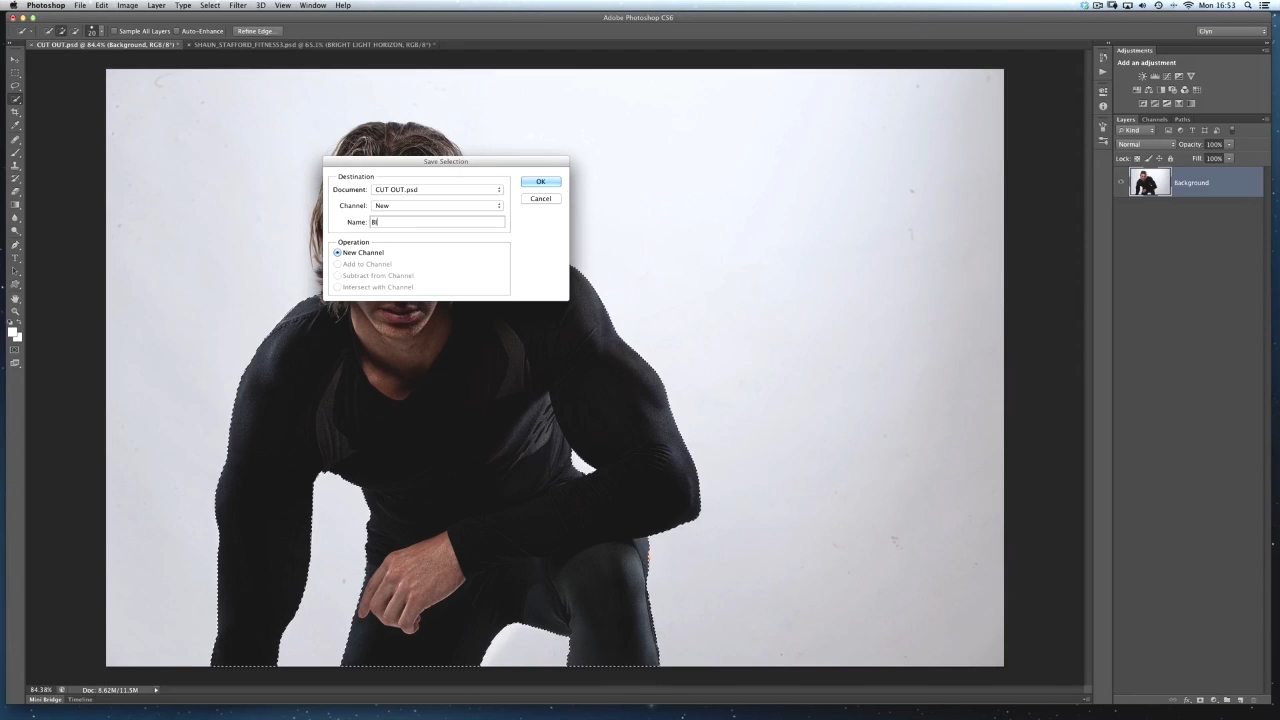 Photoshop File Edit Image Layer Type Select Filter 3D View Window Help Mon 16:53
Adobe Photoshop CS6
20 Sample All Layers Auto-Enhance Refine Edge... Glyn
CUT OUT.psd @ 84.4% (Background, RGB/8*) * SHAUN_STAFFORD_FITNESS3.psd @ 65.1% (BRIGHT LIGHT HORIZON, RGB/8*) *
Adjustments
Add an adjustment
Layers Channels Paths
Kind
Normal Opacity: 100%
Lock: Fill: 100%
Background
Save Selection
Destination
Document: CUT OUT.psd
Channel: New
Name: Bl
OK
Cancel
Operation
New Channel
Add to Channel
Subtract from Channel
Intersect with Channel
84.38% Doc: 8.62M/11.5M
Mini Bridge Timeline